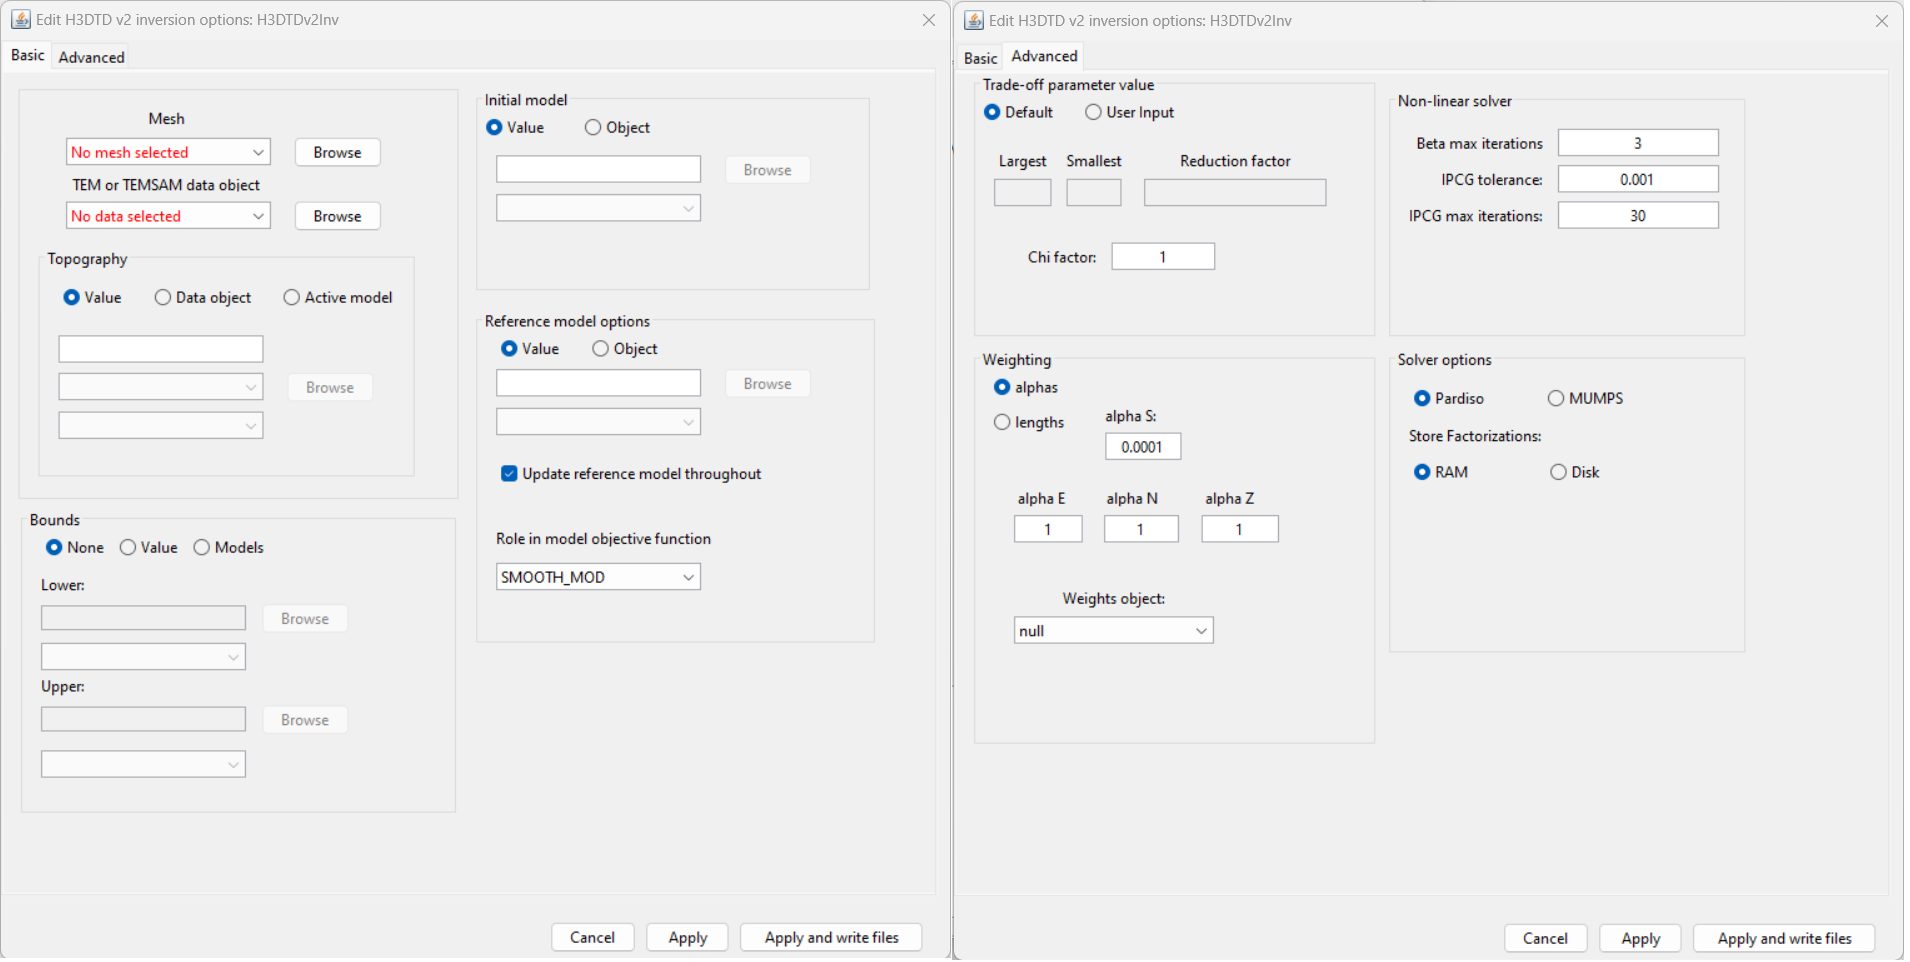 Edit H3DTD v2 inversion options: H3DTDv2Inv
Basic Advanced
Mesh
No mesh selected Browse
TEM or TEMSAM data object
No data selected Browse
Topography
Value Data object Active model
Browse
Bounds
None Value Models
Lower:
Browse
Upper:
Browse
Initial model
Value Object
Browse
Reference model options
Value Object
Browse
Update reference model throughout
Role in model objective function
SMOOTH_MOD
Cancel Apply Apply and write files
Edit H3DTD v2 inversion options: H3DTDv2Inv
Basic Advanced
Trade-off parameter value
Default User Input
Largest Smallest Reduction factor
Chi factor: 1
Weighting
alphas
lengths
alpha S:
0.0001
alpha E alpha N alpha Z
1 1 1
Weights object:
null
Non-linear solver
Beta max iterations 3
IPCG tolerance: 0.001
IPCG max iterations: 30
Solver options
Pardiso MUMPS
Store Factorizations:
RAM Disk
Cancel Apply Apply and write files